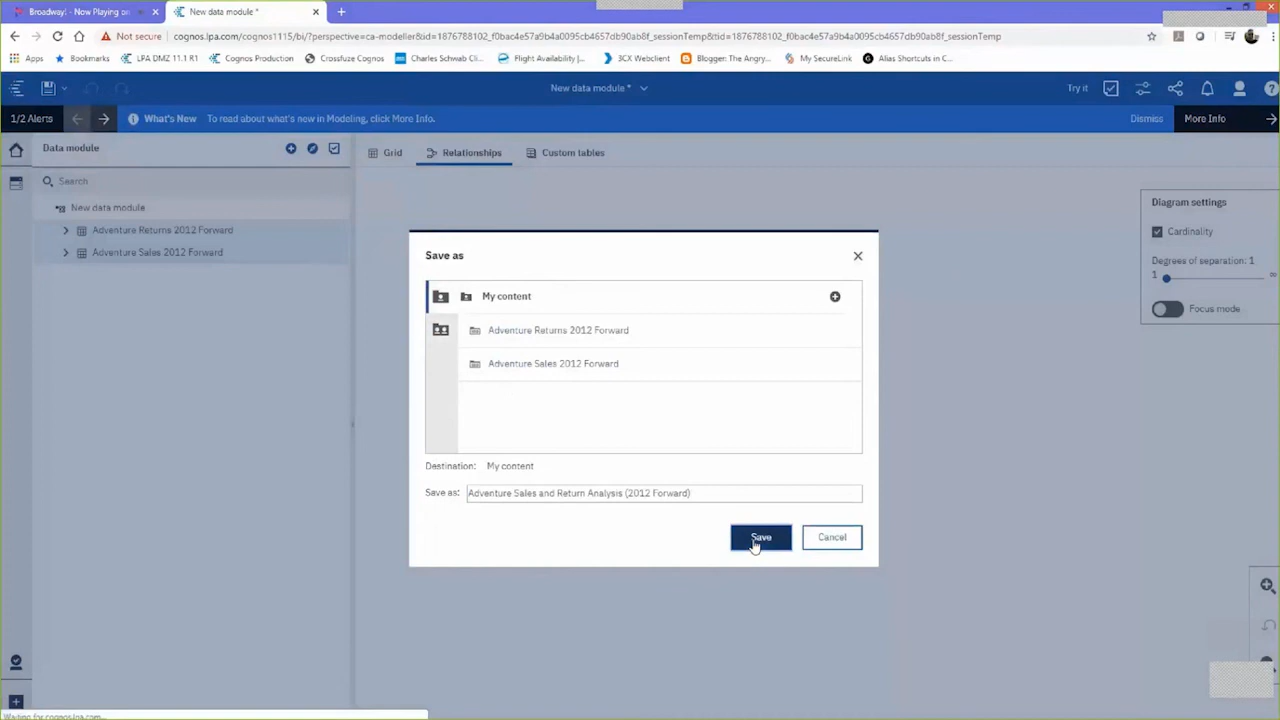 Broadway! - Now Playing on
New data module *
Not secure
cognos.lpa.com/cognos1115/bi/?perspective=ca-modeller&id=1876788102_f0bac4e57a9b4a0095cb4657db90ab8f_sessionTemp&tid=1876788102_f0bac4e57a9b4a0095cb4657db90ab8f_sessionTemp
Apps
Bookmarks
LPA DMZ 11.1 R1
Cognos Production
Crossfuze Cognos
Charles Schwab Cli...
Flight Availability |...
3CX Webclient
Blogger: The Angry...
My SecureLink
Alias Shortcuts in C...
New data module *
Try it
1/2 Alerts
What's New
To read about what's new in Modeling, click More Info.
Dismiss
More Info
Data module
Grid
Relationships
Custom tables
Search
New data module
Adventure Returns 2012 Forward
Adventure Sales 2012 Forward
Diagram settings
Cardinality
Degrees of separation: 1
1
∞
Focus mode
Save as
My content
Adventure Returns 2012 Forward
Adventure Sales 2012 Forward
Destination: My content
Save as: Adventure Sales and Return Analysis (2012 Forward)
Save
Cancel
Waiting for cognos.lpa.com...